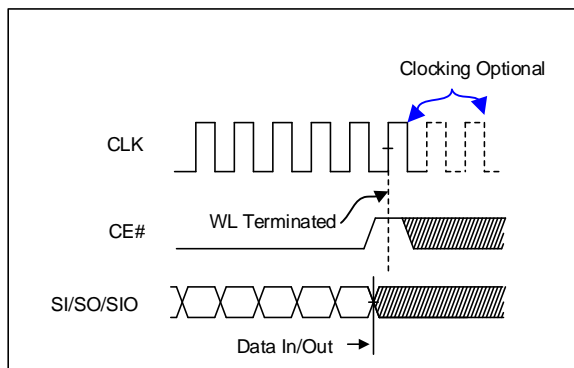 Clocking Optional
CLK
WL Terminated
CE#
SI/SO/SIO
Data In/Out